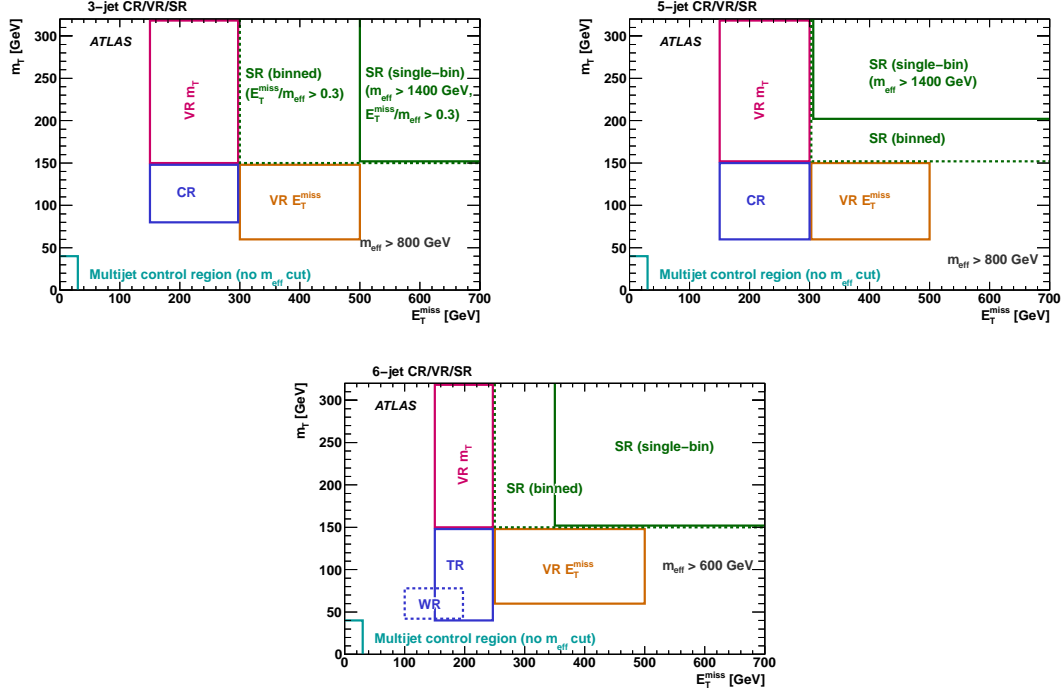 3−jet CR/VR/SR
m_T [GeV]
300
250
200
150
100
50
0
ATLAS
VR m_T
SR (binned)
(E_T^miss/m_eff > 0.3)
SR (single−bin)
(m_eff > 1400 GeV,
E_T^miss/m_eff > 0.3)
CR
VR E_T^miss
m_eff > 800 GeV
Multijet control region (no m_eff cut)
0 100 200 300 400 500 600 700
E_T^miss [GeV]
5−jet CR/VR/SR
m_T [GeV]
300
250
200
150
100
50
0
ATLAS
VR m_T
SR (single−bin)
(m_eff > 1400 GeV)
SR (binned)
CR
VR E_T^miss
m_eff > 800 GeV
Multijet control region (no m_eff cut)
0 100 200 300 400 500 600 700
E_T^miss [GeV]
6−jet CR/VR/SR
m_T [GeV]
300
250
200
150
100
50
0
ATLAS
VR m_T
SR (single−bin)
SR (binned)
TR
VR E_T^miss
m_eff > 600 GeV
WR
Multijet control region (no m_eff cut)
0 100 200 300 400 500 600 700
E_T^miss [GeV]